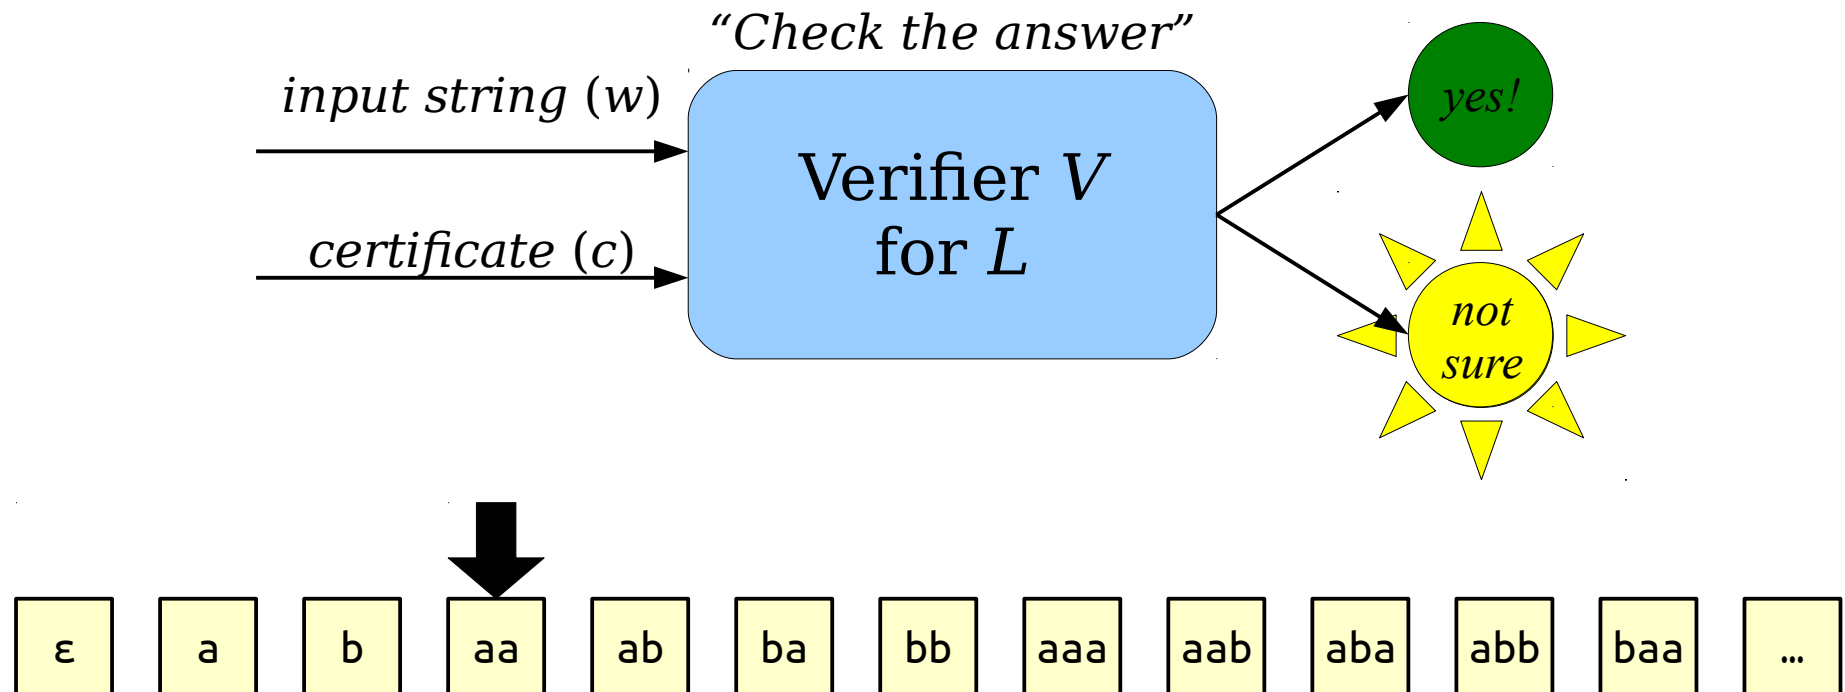 “Check the answer”
input string (w)
certificate (c)
Verifier V
for L
yes!
not
sure
ε a b aa ab ba bb aaa aab aba abb baa …